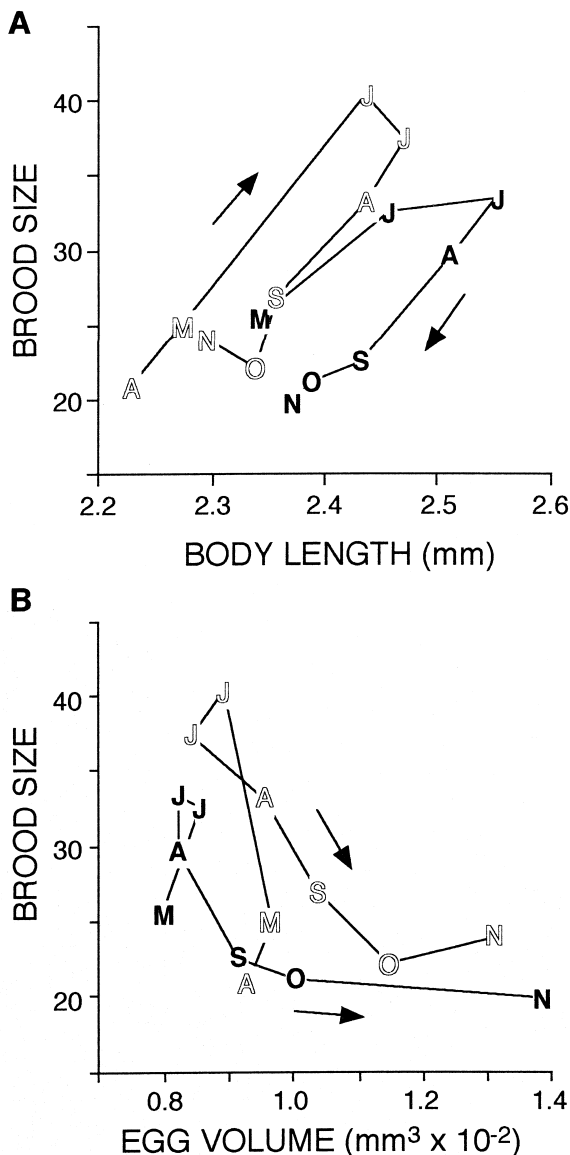 A
40
J
J
A
J
J
30
A
S
M
M
N
O
S
O
A
20
N
BROOD SIZE
2.2 2.3 2.4 2.5 2.6
BODY LENGTH (mm)
B
40
J
J
J
J
A
30
A
S
M
M
N
S
O
O
A
20
N
BROOD SIZE
0.8 1.0 1.2 1.4
EGG VOLUME (mm³ x 10⁻²)